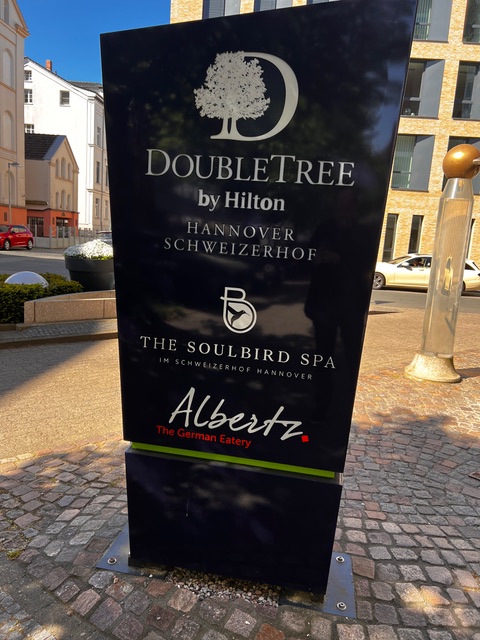 DOUBLETREE
by Hilton
HANNOVER
SCHWEIZERHOF
THE SOULBIRD SPA
IM SCHWEIZERHOF HANNOVER
Albertz.
The German Eatery